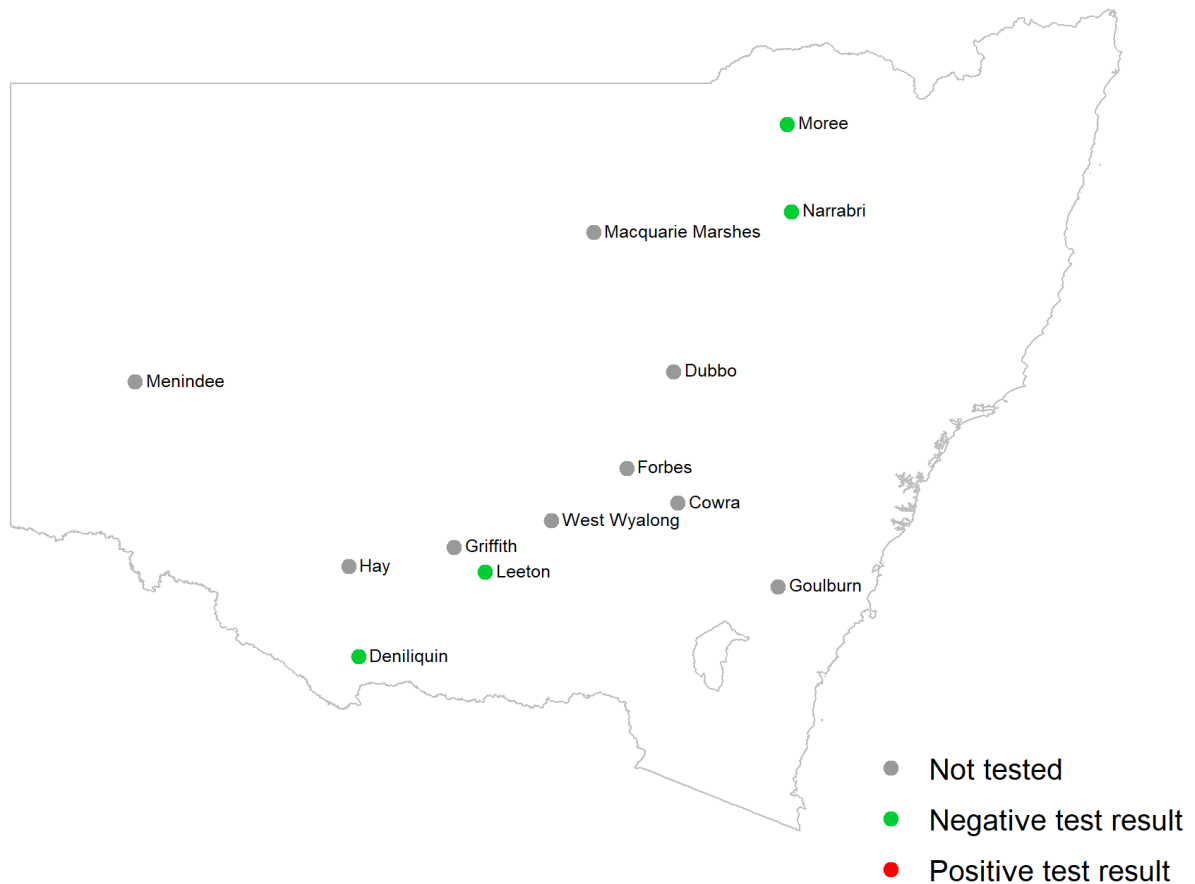 Moree
Narrabri
Macquarie Marshes
Dubbo
Menindee
Forbes
Cowra
West Wyalong
Griffith
Hay
Leeton
Goulburn
Deniliquin
Not tested
Negative test result
Positive test result